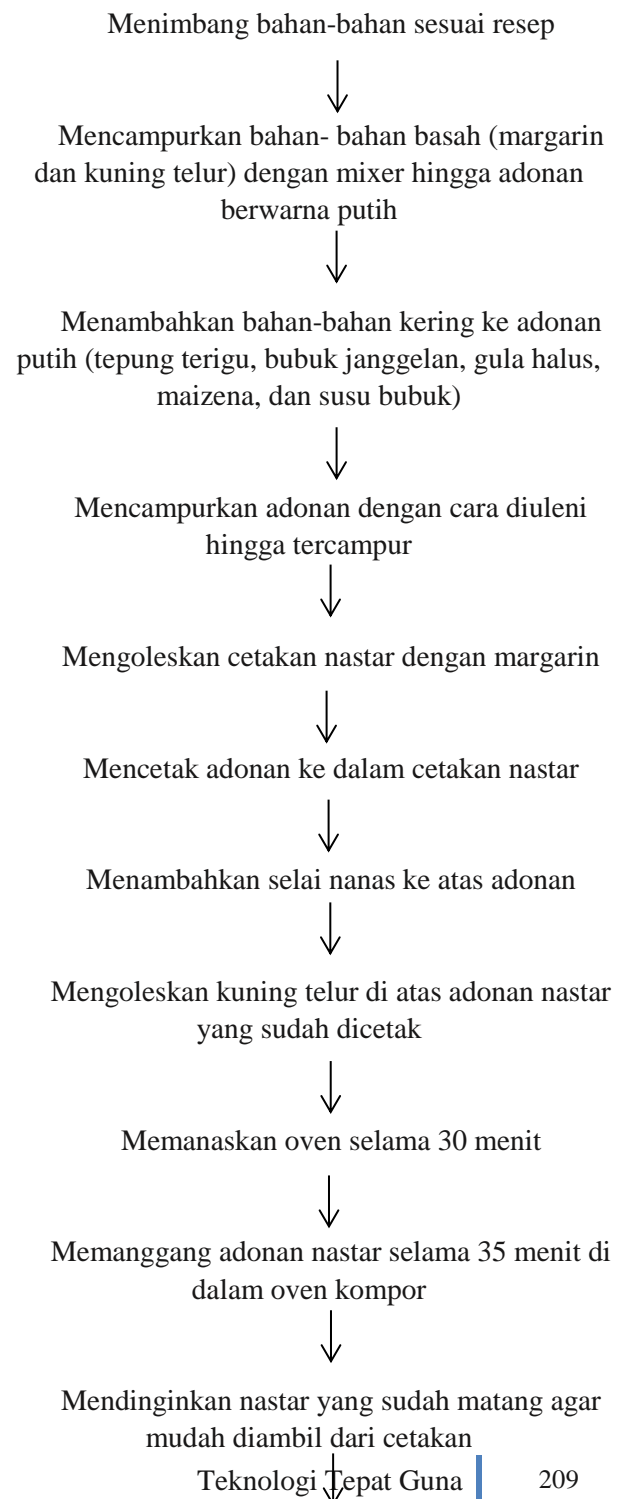 Menimbang bahan-bahan sesuai resep
Mencampurkan bahan- bahan basah (margarin
dan kuning telur) dengan mixer hingga adonan
berwarna putih
Menambahkan bahan-bahan kering ke adonan
putih (tepung terigu, bubuk janggelan, gula halus,
maizena, dan susu bubuk)
Mencampurkan adonan dengan cara diuleni
hingga tercampur
Mengoleskan cetakan nastar dengan margarin
Mencetak adonan ke dalam cetakan nastar
Menambahkan selai nanas ke atas adonan
Mengoleskan kuning telur di atas adonan nastar
yang sudah dicetak
Memanaskan oven selama 30 menit
Memanggang adonan nastar selama 35 menit di
dalam oven kompor
Mendinginkan nastar yang sudah matang agar
mudah diambil dari cetakan
Teknologi Tepat Guna 209